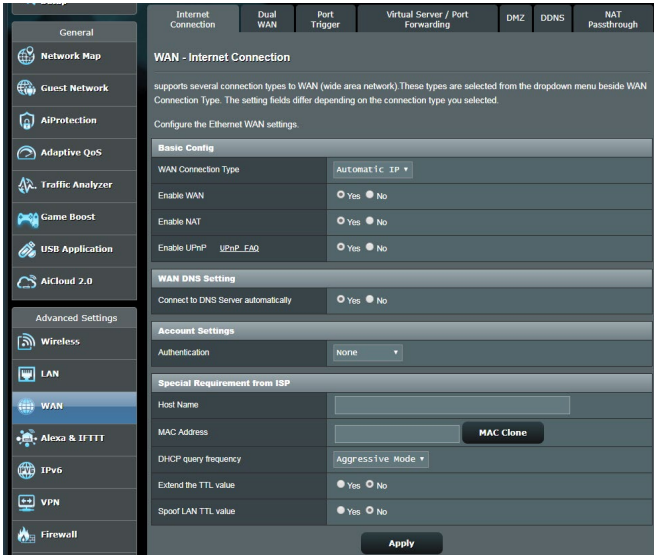 General
Network Map
Guest Network
AiProtection
Adaptive QoS
Traffic Analyzer
Game Boost
USB Application
AiCloud 2.0
Advanced Settings
Wireless
LAN
WAN
Alexa & IFTTT
IPv6
VPN
Firewall
Internet
Connection
Dual
WAN
Port
Trigger
Virtual Server / Port
Forwarding
DMZ
DDNS
NAT
Passthrough
WAN - Internet Connection
supports several connection types to WAN (wide area network).These types are selected from the dropdown menu beside WAN
Connection Type. The setting fields differ depending on the connection type you selected.
Configure the Ethernet WAN settings.
Basic Config
WAN Connection Type Automatic IP
Enable WAN Yes No
Enable NAT Yes No
Enable UPnP UPnP FAQ Yes No
WAN DNS Setting
Connect to DNS Server automatically Yes No
Account Settings
Authentication None
Special Requirement from ISP
Host Name
MAC Address MAC Clone
DHCP query frequency Aggressive Mode
Extend the TTL value Yes No
Spoof LAN TTL value Yes No
Apply